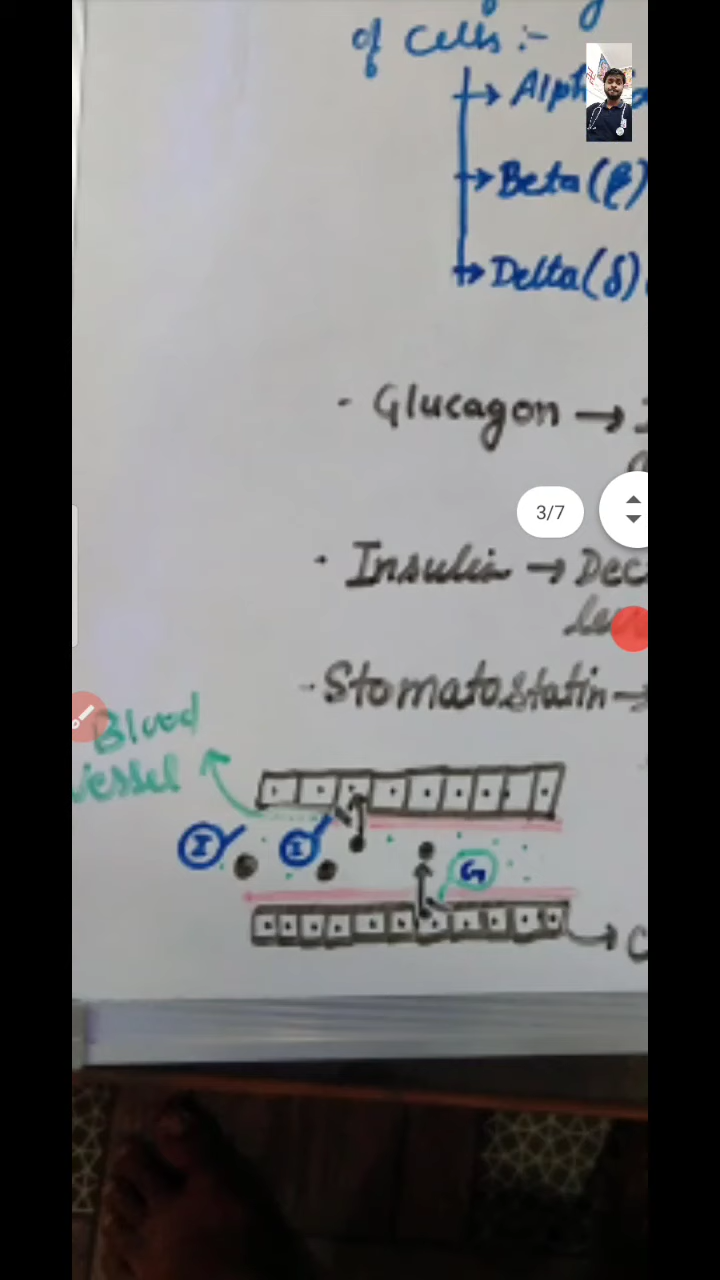 of Cells :-
→ Alph
→ Beta (β)
→ Delta (δ)
· Glucagon →
3/7
· Insulin → Dec
· Stomatostatin →
Blood
vessel
I I
G